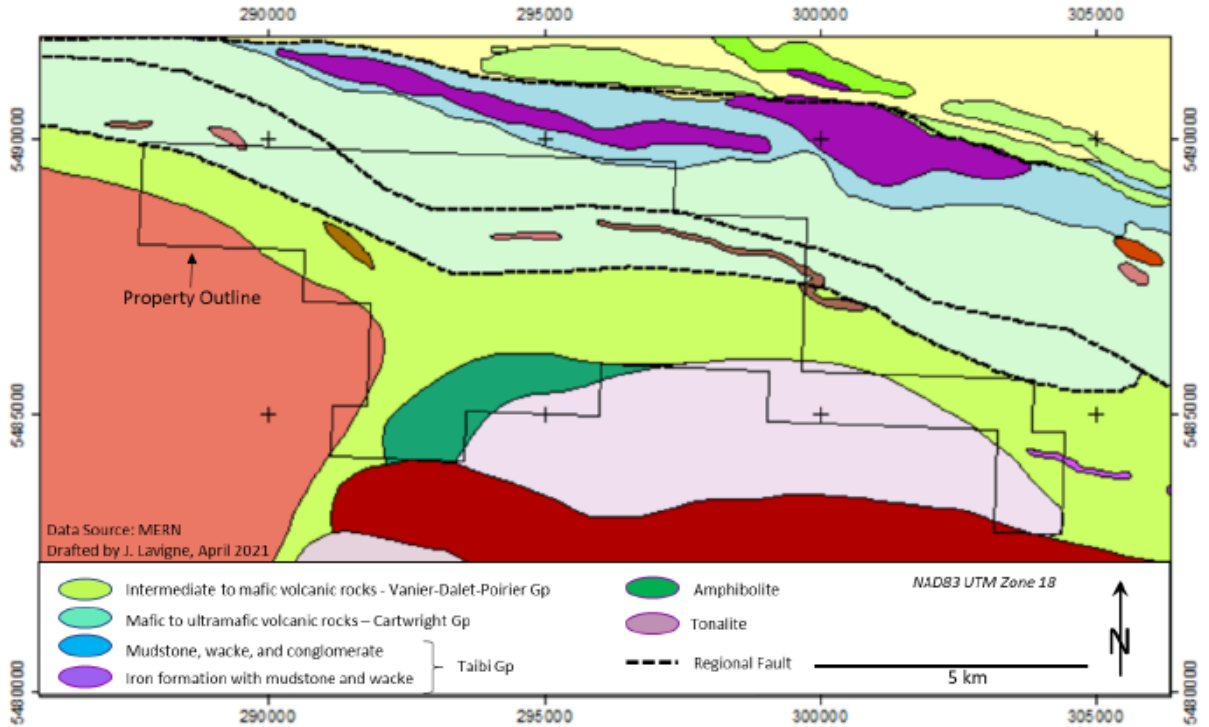 290000 295000 300000 305000
5490000 5490000
Property Outline
5485000 5485000
Data Source: MERN
Drafted by J. Lavigne, April 2021
Intermediate to mafic volcanic rocks - Vanier-Dalet-Poirier Gp
Amphibolite
NAD83 UTM Zone 18
Mafic to ultramafic volcanic rocks – Cartwright Gp
Tonalite
Mudstone, wacke, and conglomerate
Taibi Gp
Iron formation with mudstone and wacke
Regional Fault
5 km
N
5480000 5480000
290000 295000 300000 305000